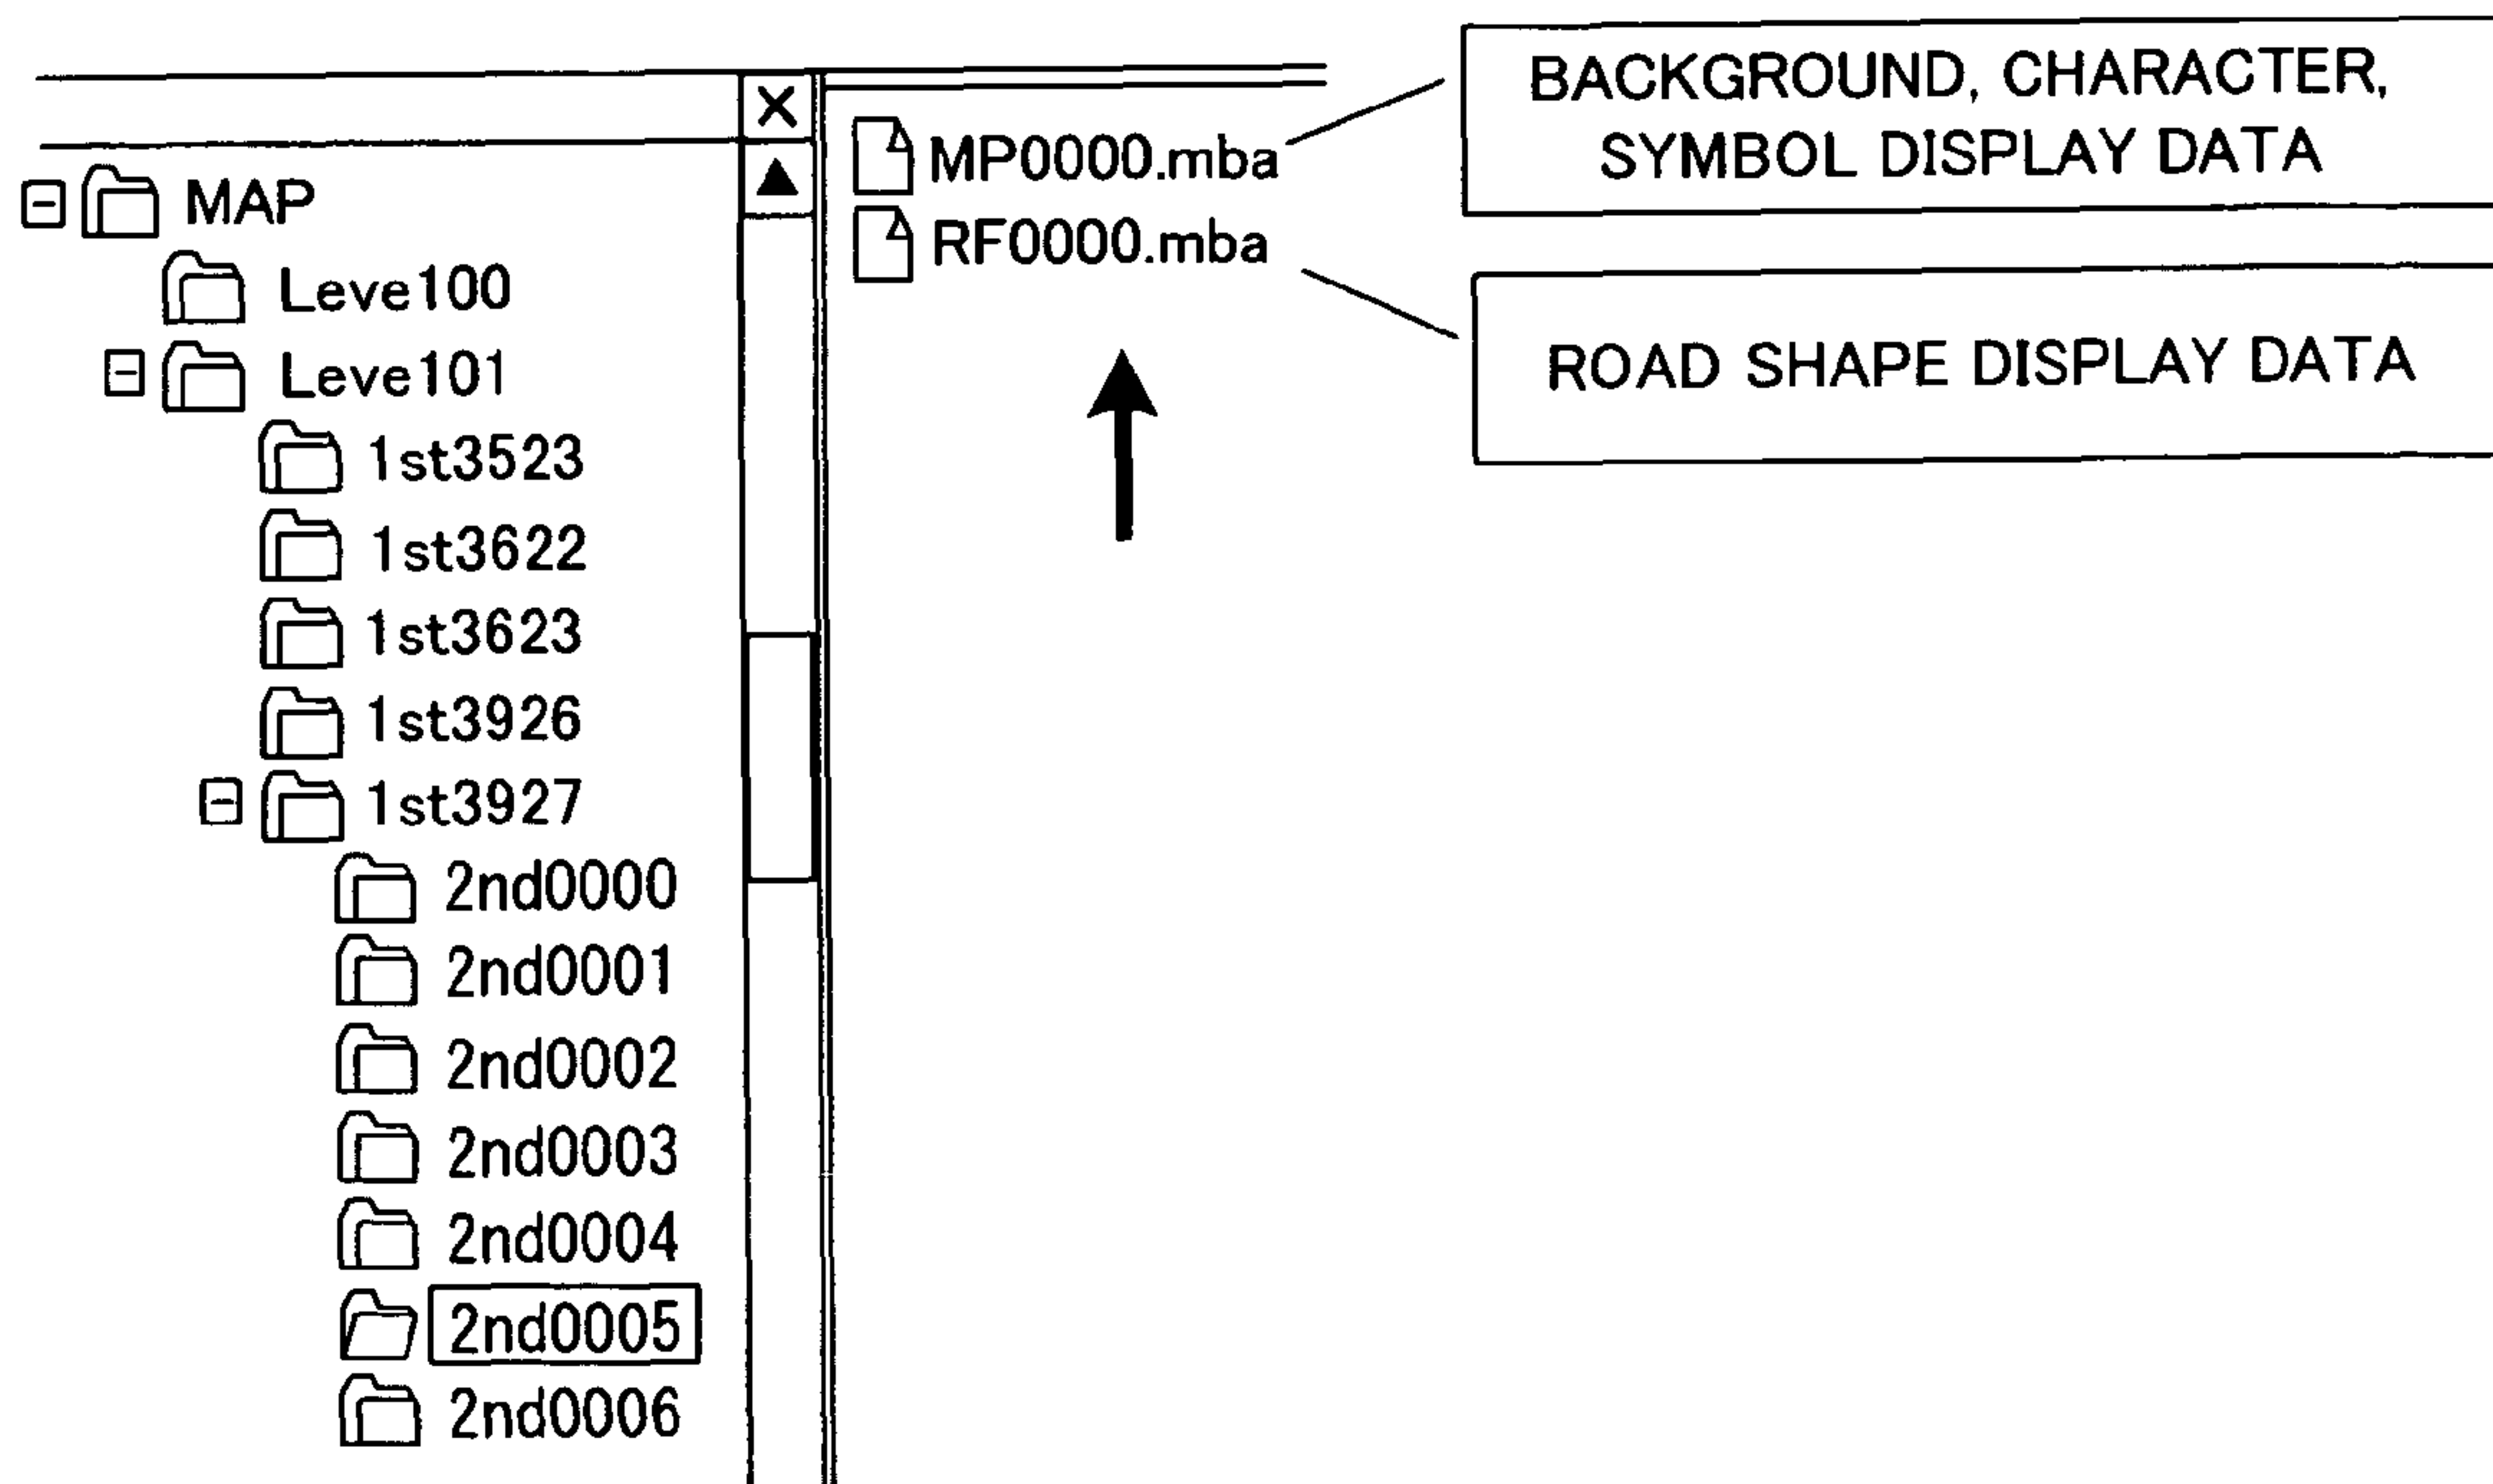 MAP
Leve100
Leve101
1st3523
1st3622
1st3623
1st3926
1st3927
2nd0000
2nd0001
2nd0002
2nd0003
2nd0004
2nd0005
2nd0006
MP0000.mba
RF0000.mba
BACKGROUND, CHARACTER,
SYMBOL DISPLAY DATA
ROAD SHAPE DISPLAY DATA